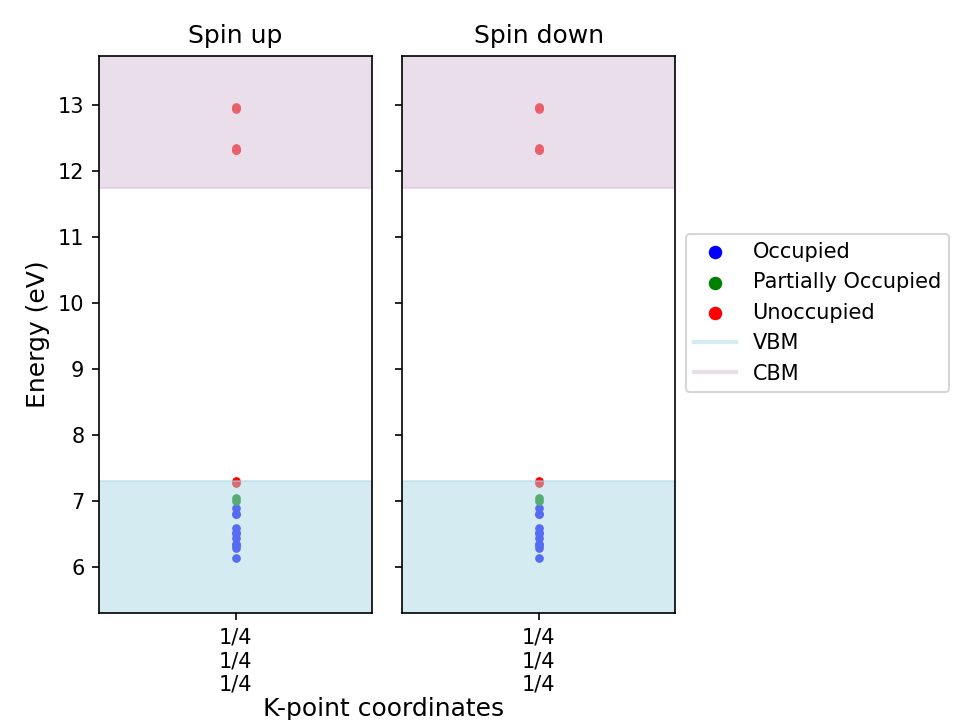 Spin up
Spin down
Energy (eV)
13
12
11
10
9
8
7
6
1/4
1/4
1/4
1/4
1/4
1/4
K-point coordinates
Occupied
Partially Occupied
Unoccupied
VBM
CBM